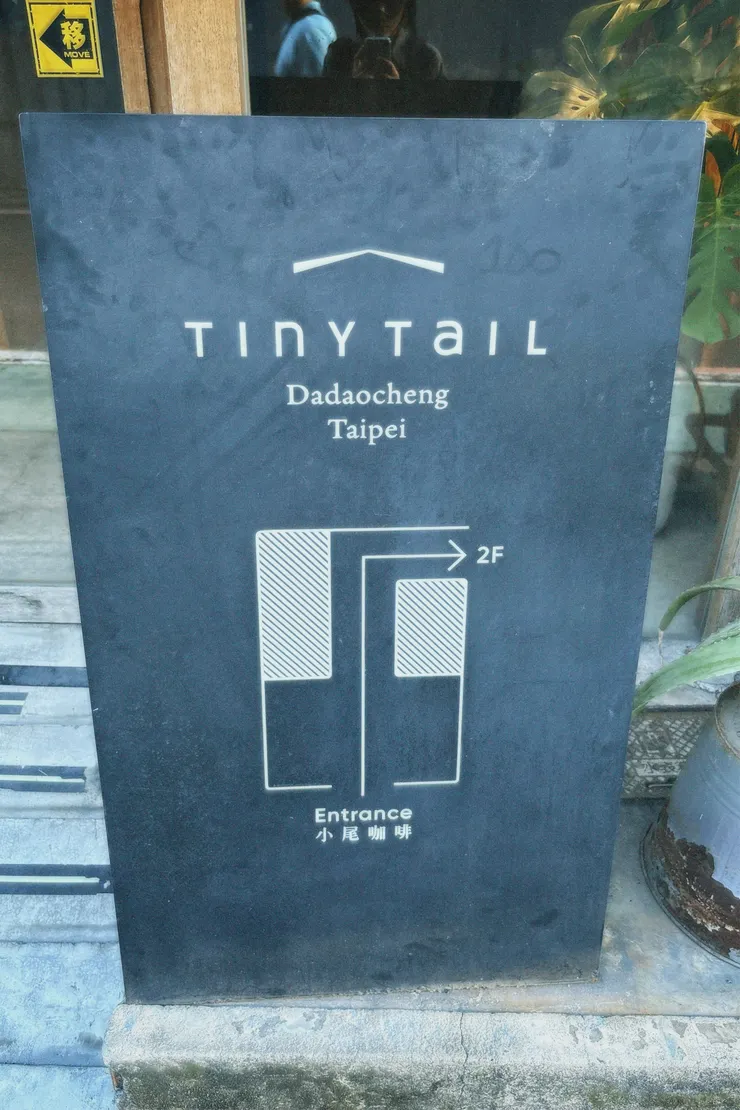 移
MOVE
TINYTAIL
Dadaocheng
Taipei
2F
Entrance
小尾咖啡